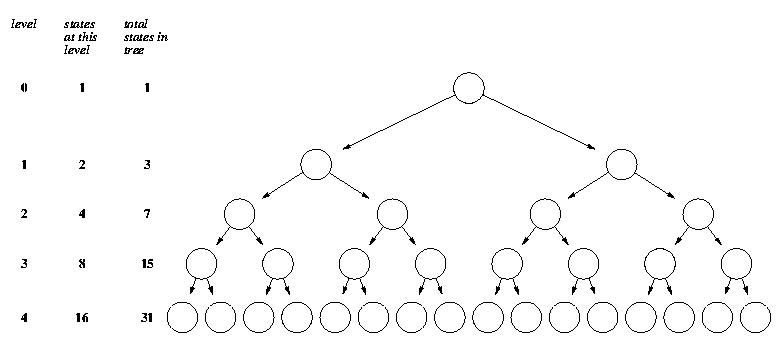 level states total
at this states in
level tree
0 1 1
1 2 3
2 4 7
3 8 15
4 16 31